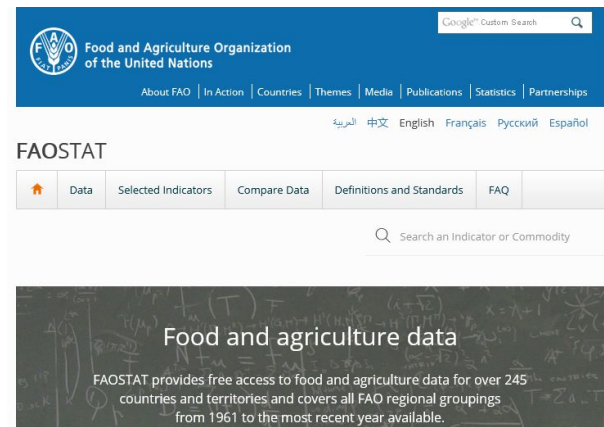 Google™ Custom Search
Food and Agriculture Organization
of the United Nations
About FAO | In Action | Countries | Themes | Media | Publications | Statistics | Partnerships
العربية 中文 English Français Русский Español
FAOSTAT
Data Selected Indicators Compare Data Definitions and Standards FAQ
Search an Indicator or Commodity
Food and agriculture data
FAOSTAT provides free access to food and agriculture data for over 245
countries and territories and covers all FAO regional groupings
from 1961 to the most recent year available.